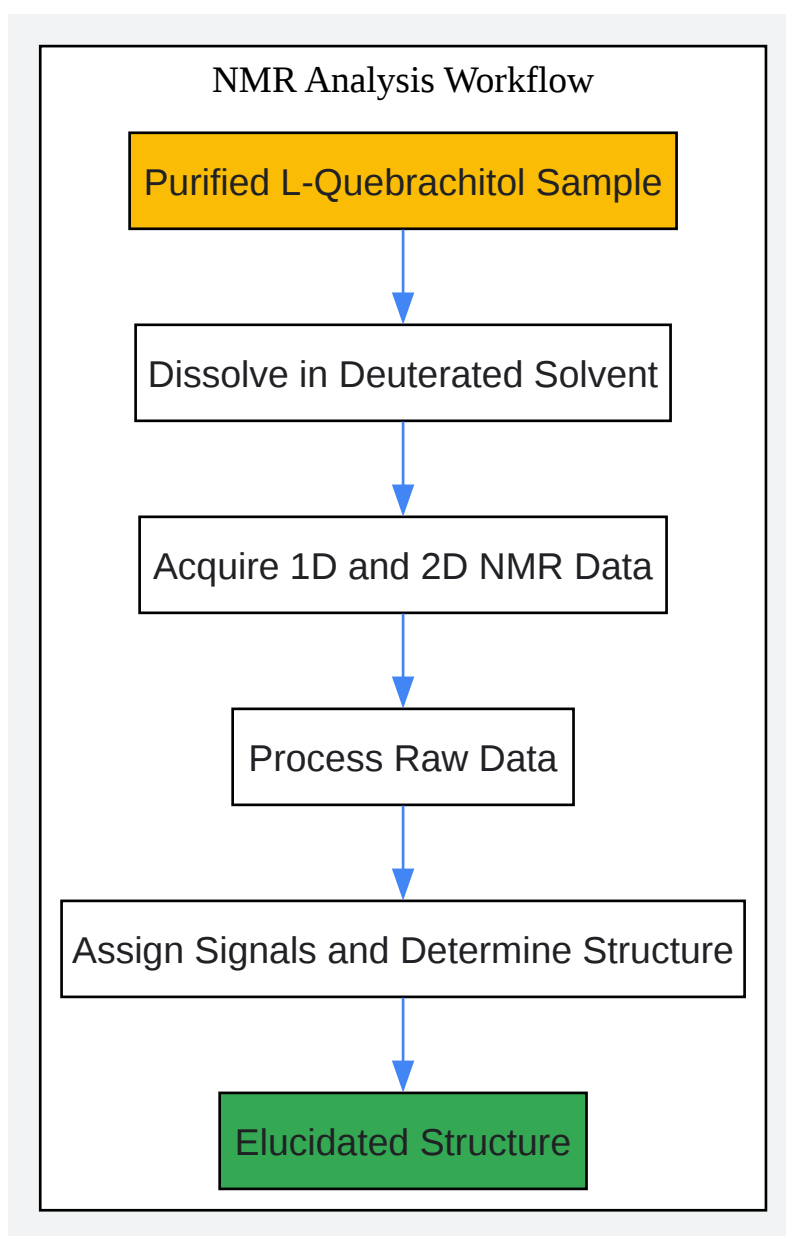 NMR Analysis Workflow
Purified L-Quebrachitol Sample
Dissolve in Deuterated Solvent
Acquire 1D and 2D NMR Data
Process Raw Data
Assign Signals and Determine Structure
Elucidated Structure